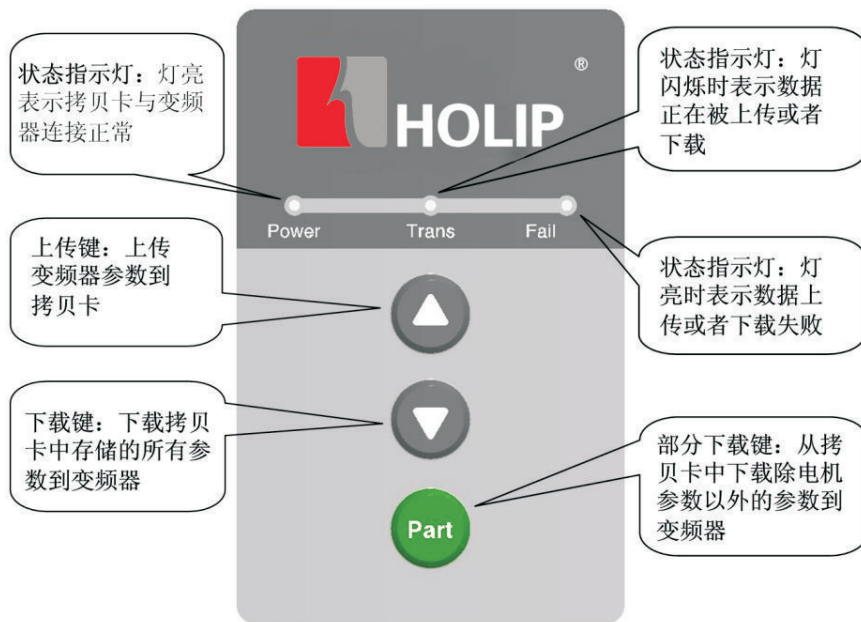 状态指示灯：灯亮
表示拷贝卡与变频
器连接正常
状态指示灯：灯
闪烁时表示数据
正在被上传或者
下载
®
HOLIP
Power
Trans
Fail
上传键：上传
变频器参数到
拷贝卡
状态指示灯：灯
亮时表示数据上
传或者下载失败
下载键：下载拷贝
卡中存储的所有参
数到变频器
部分下载键：从拷
贝卡中下载除电机
参数以外的参数到
变频器
Part